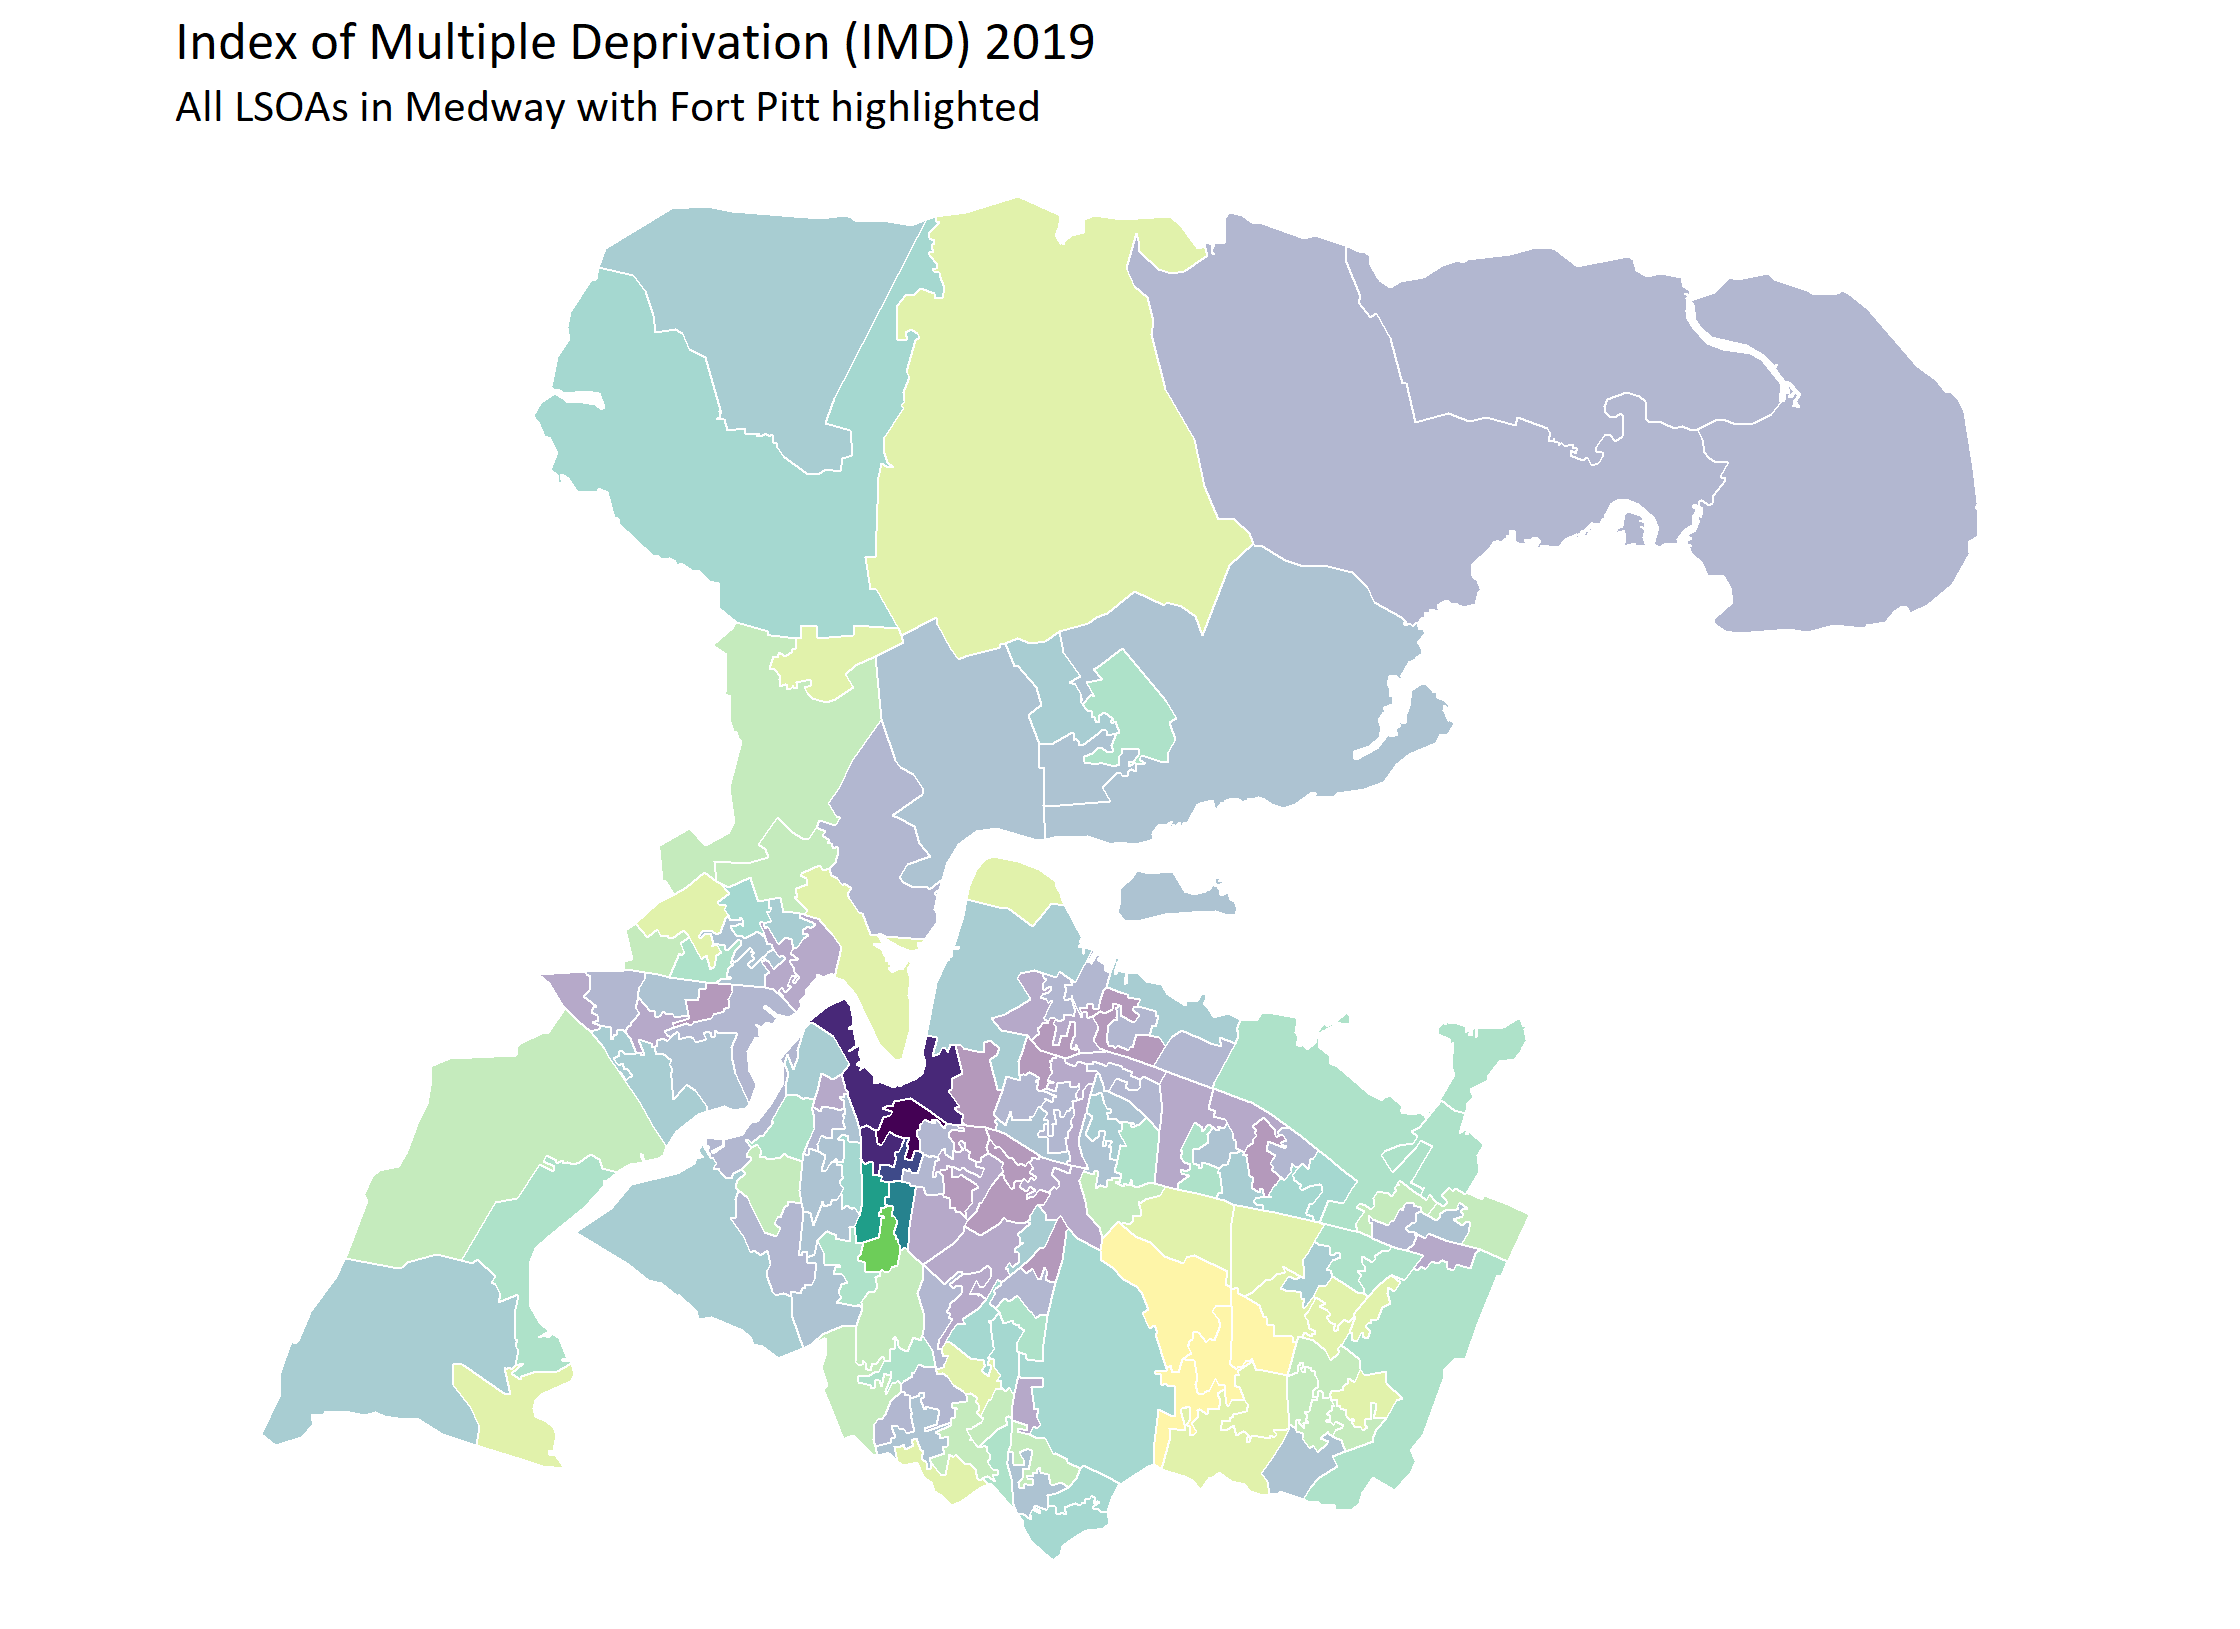 Index of Multiple Deprivation (IMD) 2019
All LSOAs in Medway with Fort Pitt highlighted